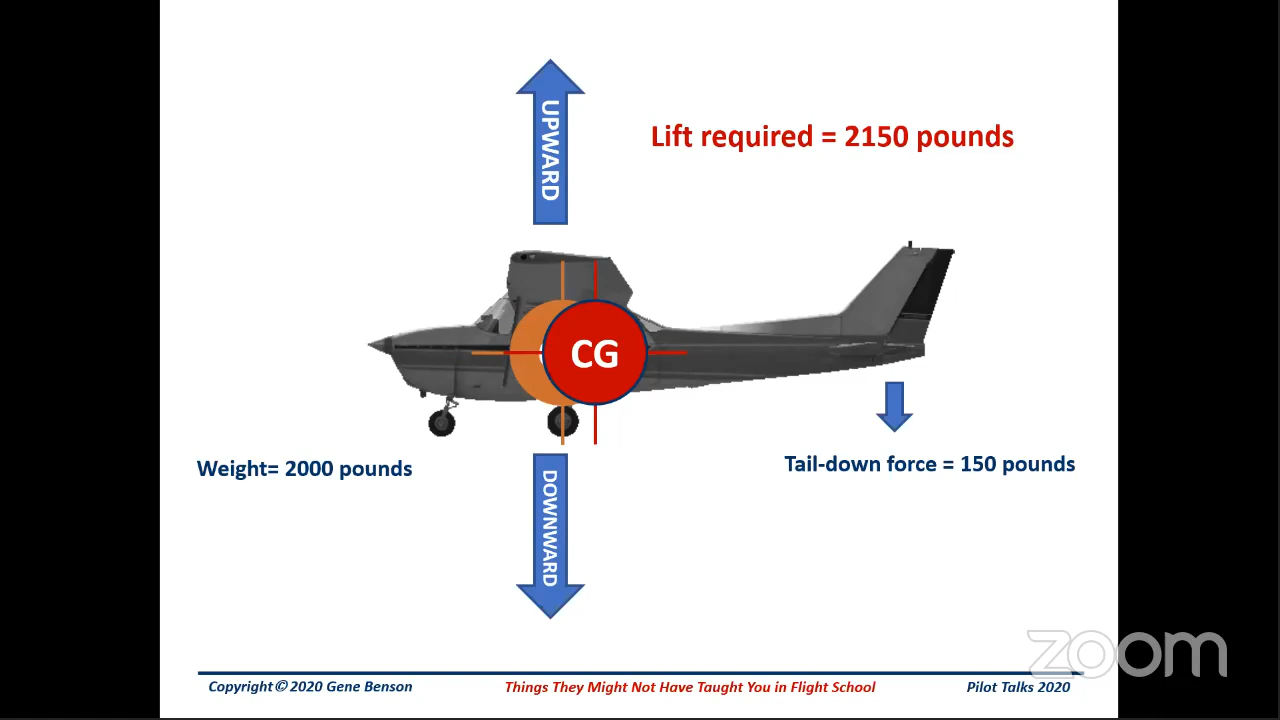 UPWARD
Lift required = 2150 pounds
CG
Weight= 2000 pounds
Tail-down force = 150 pounds
DOWNWARD
zoom
Copyright© 2020 Gene Benson
Things They Might Not Have Taught You in Flight School
Pilot Talks 2020